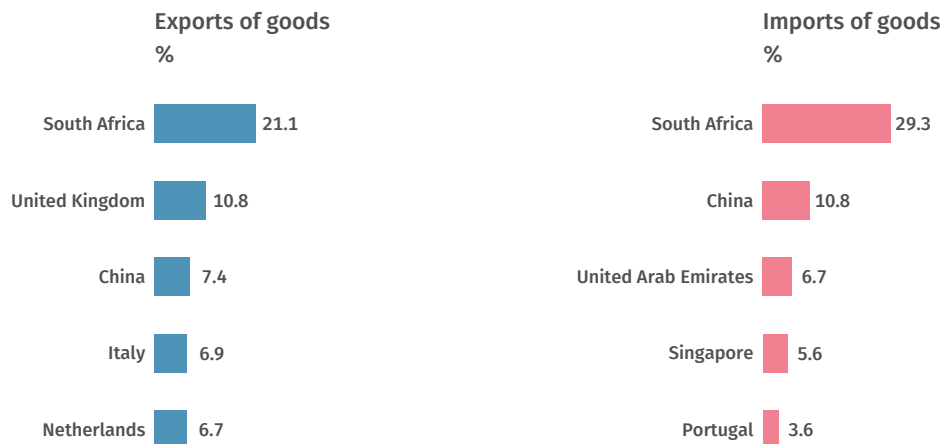 Exports of goods
%
South Africa 21.1
United Kingdom 10.8
China 7.4
Italy 6.9
Netherlands 6.7
Imports of goods
%
South Africa 29.3
China 10.8
United Arab Emirates 6.7
Singapore 5.6
Portugal 3.6